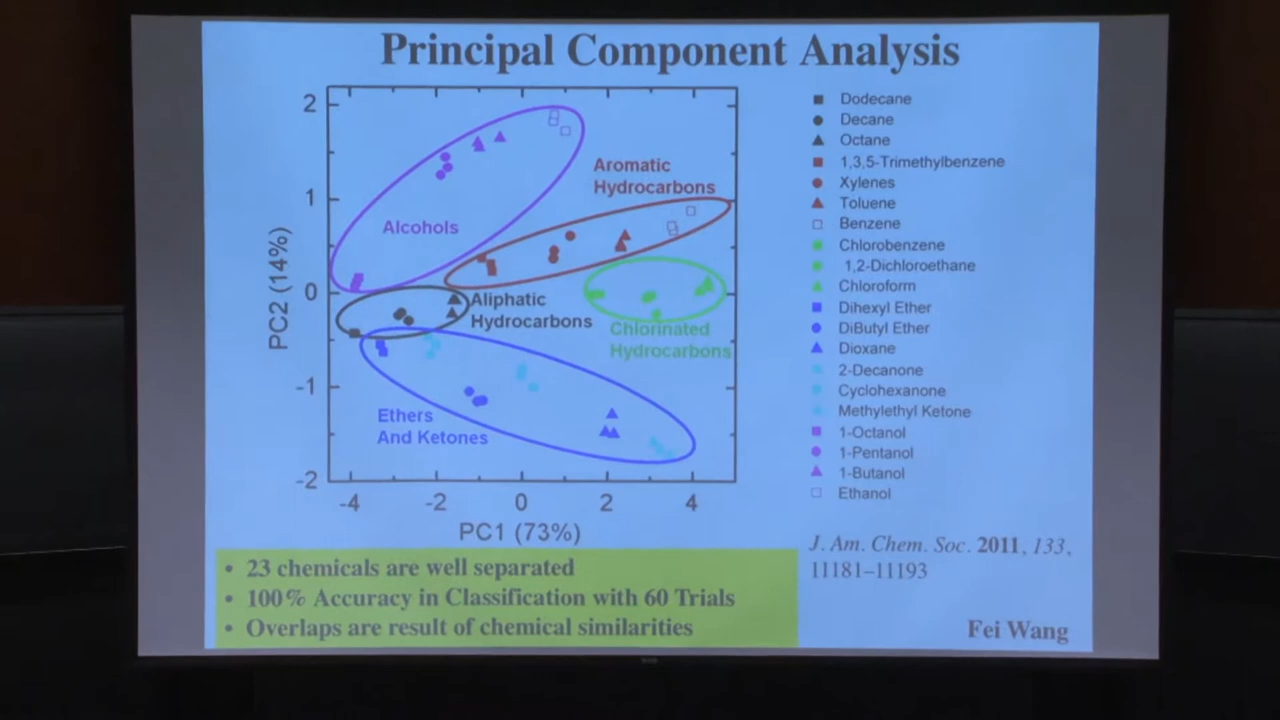 Principal Component Analysis
2
1
0
-1
-2
PC2 (14%)
-4
-2
0
2
4
PC1 (73%)
Alcohols
Aromatic
Hydrocarbons
Aliphatic
Hydrocarbons
Chlorinated
Hydrocarbons
Ethers
And Ketones
Dodecane
Decane
Octane
1,3,5-Trimethylbenzene
Xylenes
Toluene
Benzene
Chlorobenzene
1,2-Dichloroethane
Chloroform
Dihexyl Ether
DiButyl Ether
Dioxane
2-Decanone
Cyclohexanone
Methylethyl Ketone
1-Octanol
1-Pentanol
1-Butanol
Ethanol
• 23 chemicals are well separated
• 100% Accuracy in Classification with 60 Trials
• Overlaps are result of chemical similarities
J. Am. Chem. Soc. 2011, 133,
11181–11193
Fei Wang